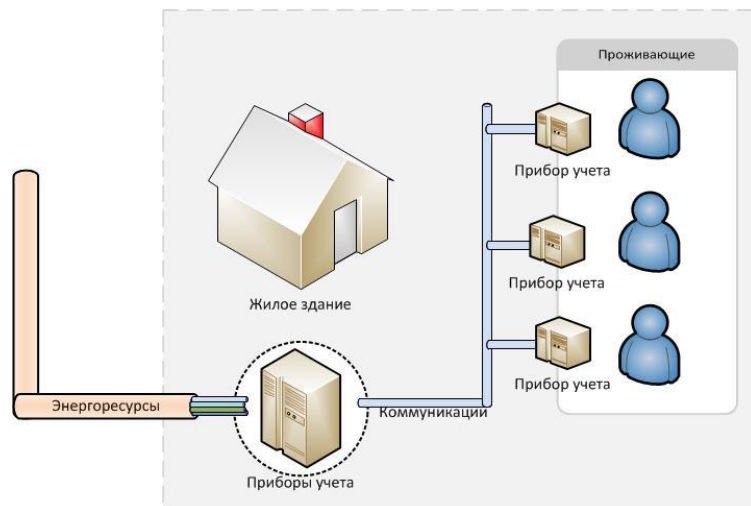 Проживающие
Прибор учета
Прибор учета
Жилое здание
Прибор учета
Энергоресурсы
Коммуникации
Приборы учета